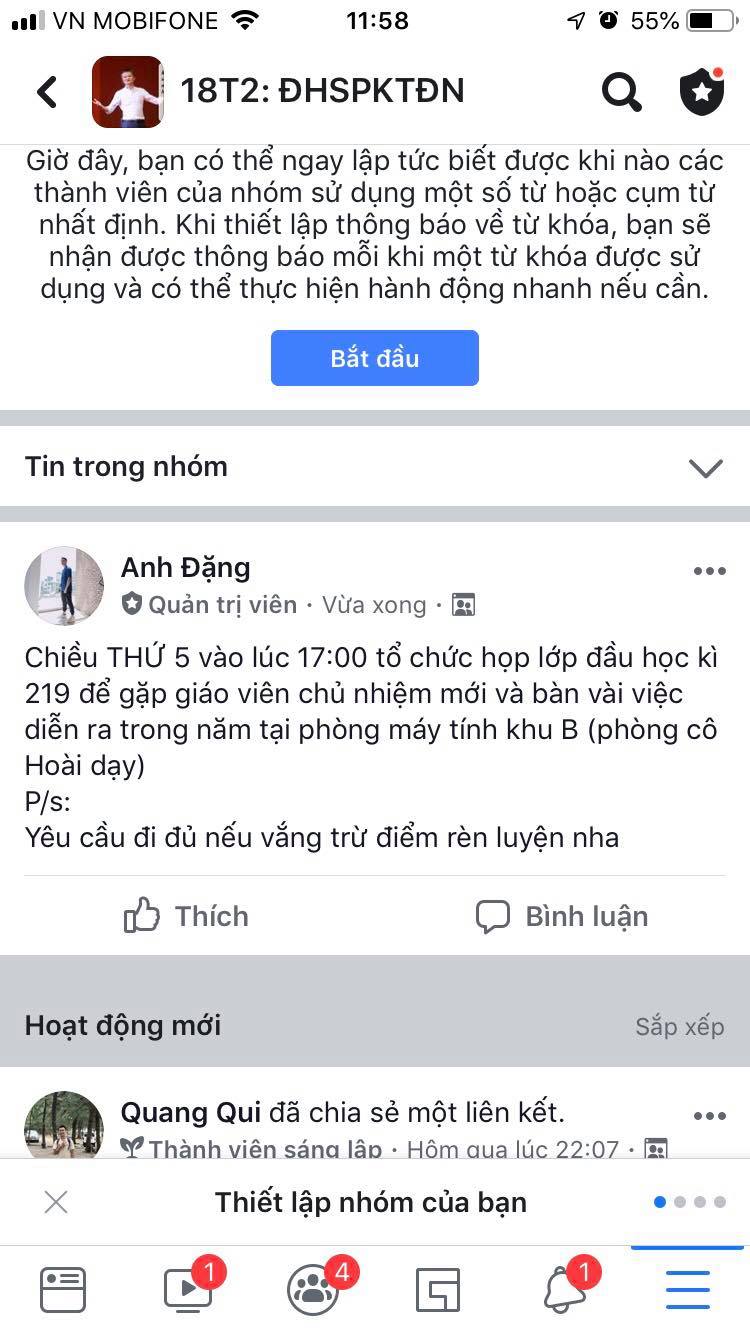 VN MOBIFONE 11:58 55%
18T2: ĐHSPKTĐN
Giờ đây, bạn có thể ngay lập tức biết được khi nào các
thành viên của nhóm sử dụng một số từ hoặc cụm từ
nhất định. Khi thiết lập thông báo về từ khóa, bạn sẽ
nhận được thông báo mỗi khi một từ khóa được sử
dụng và có thể thực hiện hành động nhanh nếu cần.
Bắt đầu
Tin trong nhóm
Anh Đặng
Quản trị viên · Vừa xong ·
Chiều THỨ 5 vào lúc 17:00 tổ chức họp lớp đầu học kì
219 để gặp giáo viên chủ nhiệm mới và bàn vài việc
diễn ra trong năm tại phòng máy tính khu B (phòng cô
Hoài dạy)
P/s:
Yêu cầu đi đủ nếu vắng trừ điểm rèn luyện nha
Thích Bình luận
Hoạt động mới Sắp xếp
Quang Qui đã chia sẻ một liên kết.
Thành viên sáng lập · Hôm qua lúc 22:07 ·
Thiết lập nhóm của bạn
1 4 1